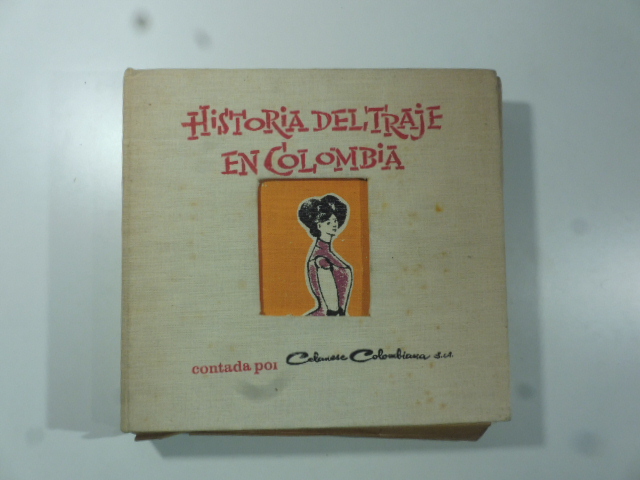 HISTORIA DEL TRAJE
EN COLOMBIA
contada por Celanese Colombiana S.A.